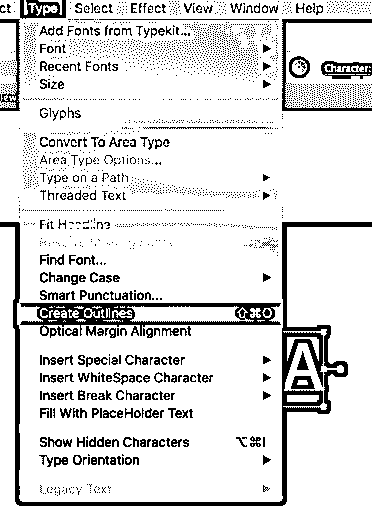 ct Type Select Effect View Window Help
Add Fonts from Typekit...
Font
Recent Fonts
Size
Character:
Glyphs
Convert To Area Type
Area Type Options...
Type on a Path
Threaded Text
Fit Headline
Find Font...
Change Case
Smart Punctuation...
Create Outlines ⇧⌘O
Optical Margin Alignment
Insert Special Character
Insert WhiteSpace Character
Insert Break Character
Fill With PlaceHolder Text
Show Hidden Characters ⌥⌘I
Type Orientation
Legacy Text
A